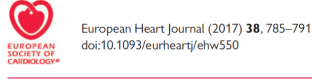 European Heart Journal (2017) 38, 785–791
doi:10.1093/eurheartj/ehw550
EUROPEAN
SOCIETY OF
CARDIOLOGY®